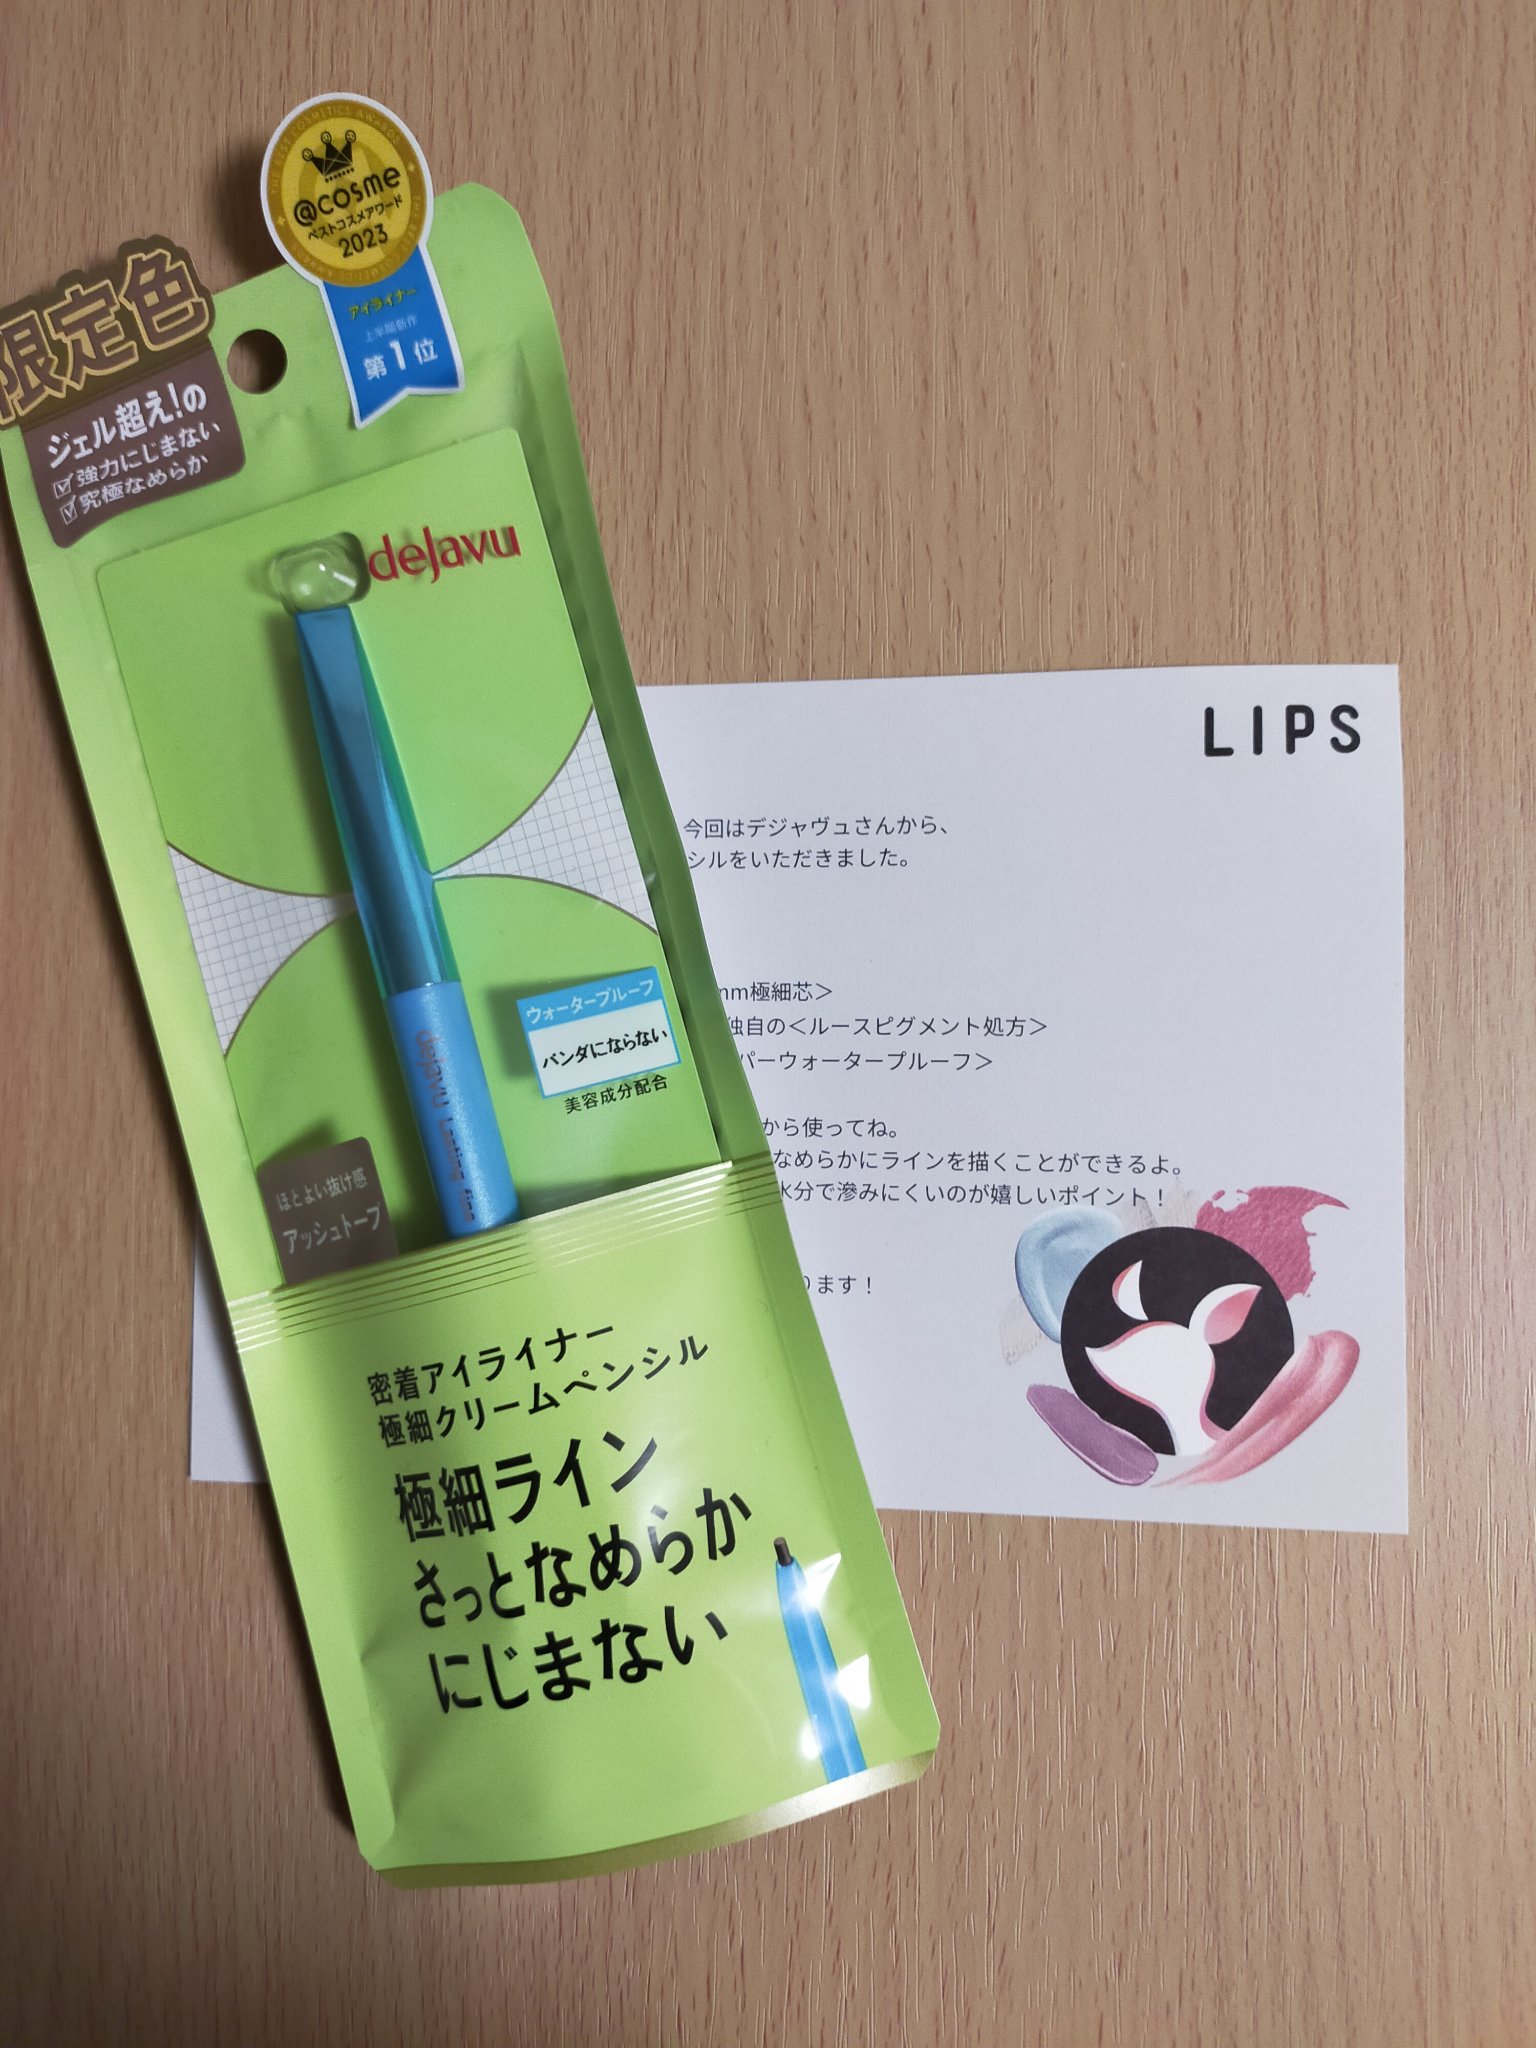 THE BEST COSMETICS AWARDS
@cosme
ベストコスメアワード
2023
アイライナー
上半期新作
第1位
限定色
ジェル超え!の
強力にじまない
究極なめらか
dejavu
dejavu Lasting-fine
ウォータープルーフ
パンダにならない
美容成分配合
ほとよい抜け感
アッシュトープ
密着アイライナー
極細クリームペンシル
極細ライン
さっとなめらか
にじまない
LIPS
今回はデジャヴュさんから、
シルをいただきました。
mm極細芯＞
独自の＜ルースピグメント処方＞
パーウォータープルーフ＞
から使ってね。
なめらかにラインを描くことができるよ。
水分で滲みにくいのが嬉しいポイント！
ります！